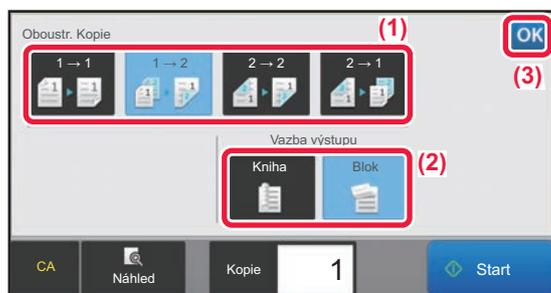 Oboustr. Kopie
(1)
OK
(3)
1 → 1
1 → 2
2 → 2
2 → 1
Vazba výstupu
Kniha
Blok
(2)
CA
Náhled
Kopie
1
Start